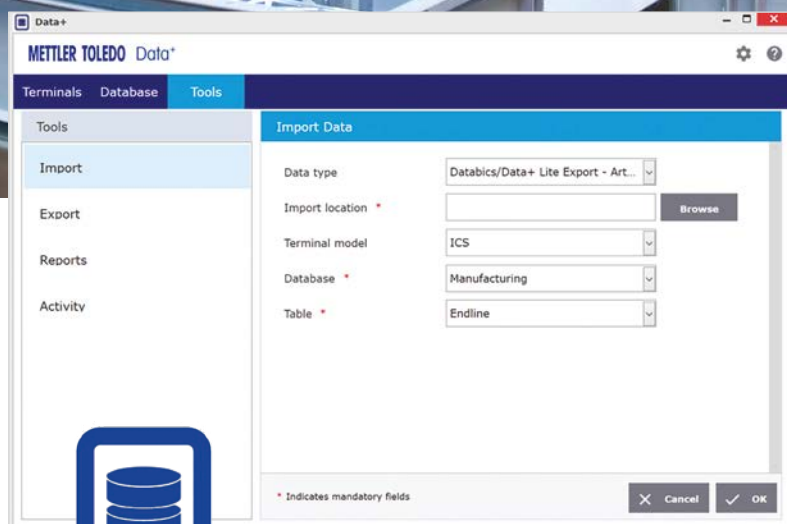 Data+
METTLER TOLEDO Data+
Terminals Database Tools
Tools
Import
Export
Reports
Activity
Import Data
Data type Databics/Data+ Lite Export - Art...
Import location * Browse
Terminal model ICS
Database * Manufacturing
Table * Endline
* Indicates mandatory fields
Cancel OK